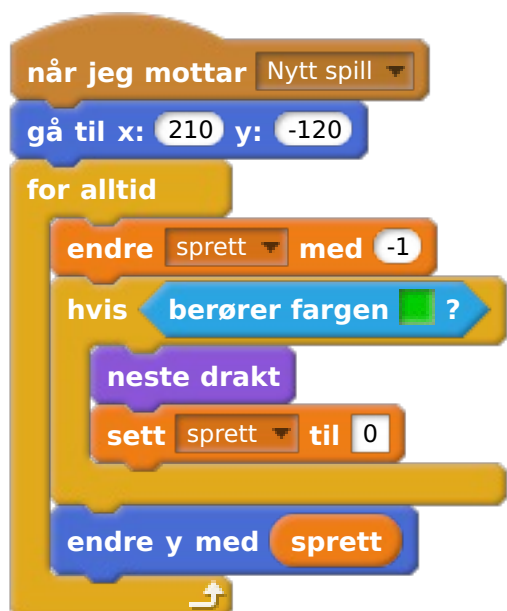 når jeg mottar Nytt spill
gå til x: 210 y: -120
for alltid
endre sprett med -1
hvis berører fargen ?
neste drakt
sett sprett til 0
endre y med sprett